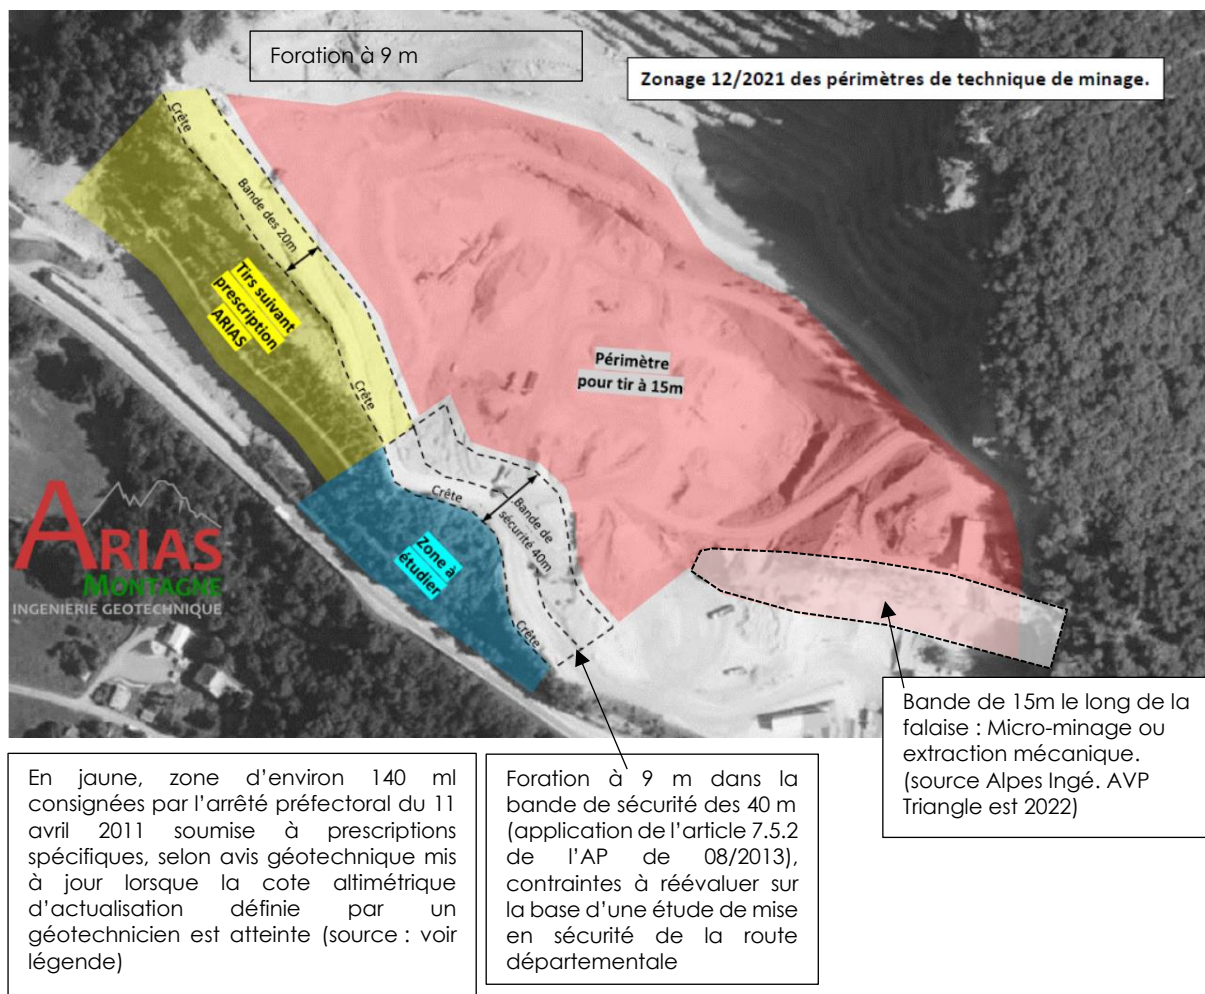 Foration à 9 m
Zonage 12/2021 des périmètres de technique de minage.
Crête
Bande des 20m
Tirs suivant
prescription
ARIAS
Crête
Périmètre
pour tir à 15m
Crête
Bande de
sécurité 40m
Zone à
étudier
Crête
ARIAS
MONTAGNE
INGENIERIE GEOTECHNIQUE
En jaune, zone d’environ 140 ml
consignées par l’arrêté préfectoral du 11
avril 2011 soumise à prescriptions
spécifiques, selon avis géotechnique mis
à jour lorsque la cote altimétrique
d’actualisation définie par un
géotechnicien est atteinte (source : voir
légende)
Foration à 9 m dans la
bande de sécurité des 40 m
(application de l’article 7.5.2
de l’AP de 08/2013),
contraintes à réévaluer sur
la base d’une étude de mise
en sécurité de la route
départementale
Bande de 15m le long de la
falaise : Micro-minage ou
extraction mécanique.
(source Alpes Ingé. AVP
Triangle est 2022)